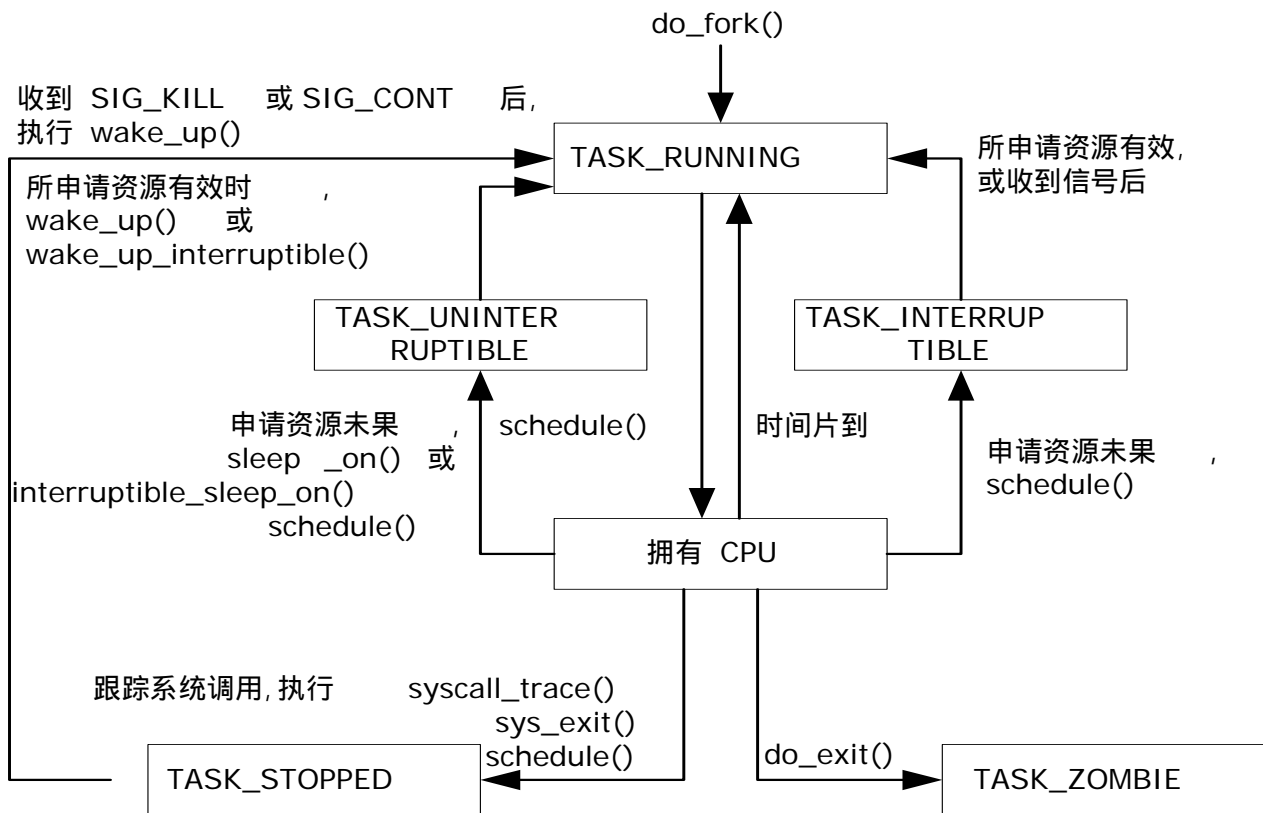 do_fork()
收到 SIG_KILL 或 SIG_CONT 后,
执行 wake_up()
TASK_RUNNING
所申请资源有效,
或收到信号后
所申请资源有效时 ,
wake_up() 或
wake_up_interruptible()
TASK_UNINTER
RUPTIBLE
TASK_INTERRUP
TIBLE
申请资源未果 ,
sleep _on() 或
interruptible_sleep_on()
schedule()
schedule()
时间片到
申请资源未果 ,
schedule()
拥有 CPU
跟踪系统调用,执行 syscall_trace()
sys_exit()
schedule()
do_exit()
TASK_STOPPED
TASK_ZOMBIE